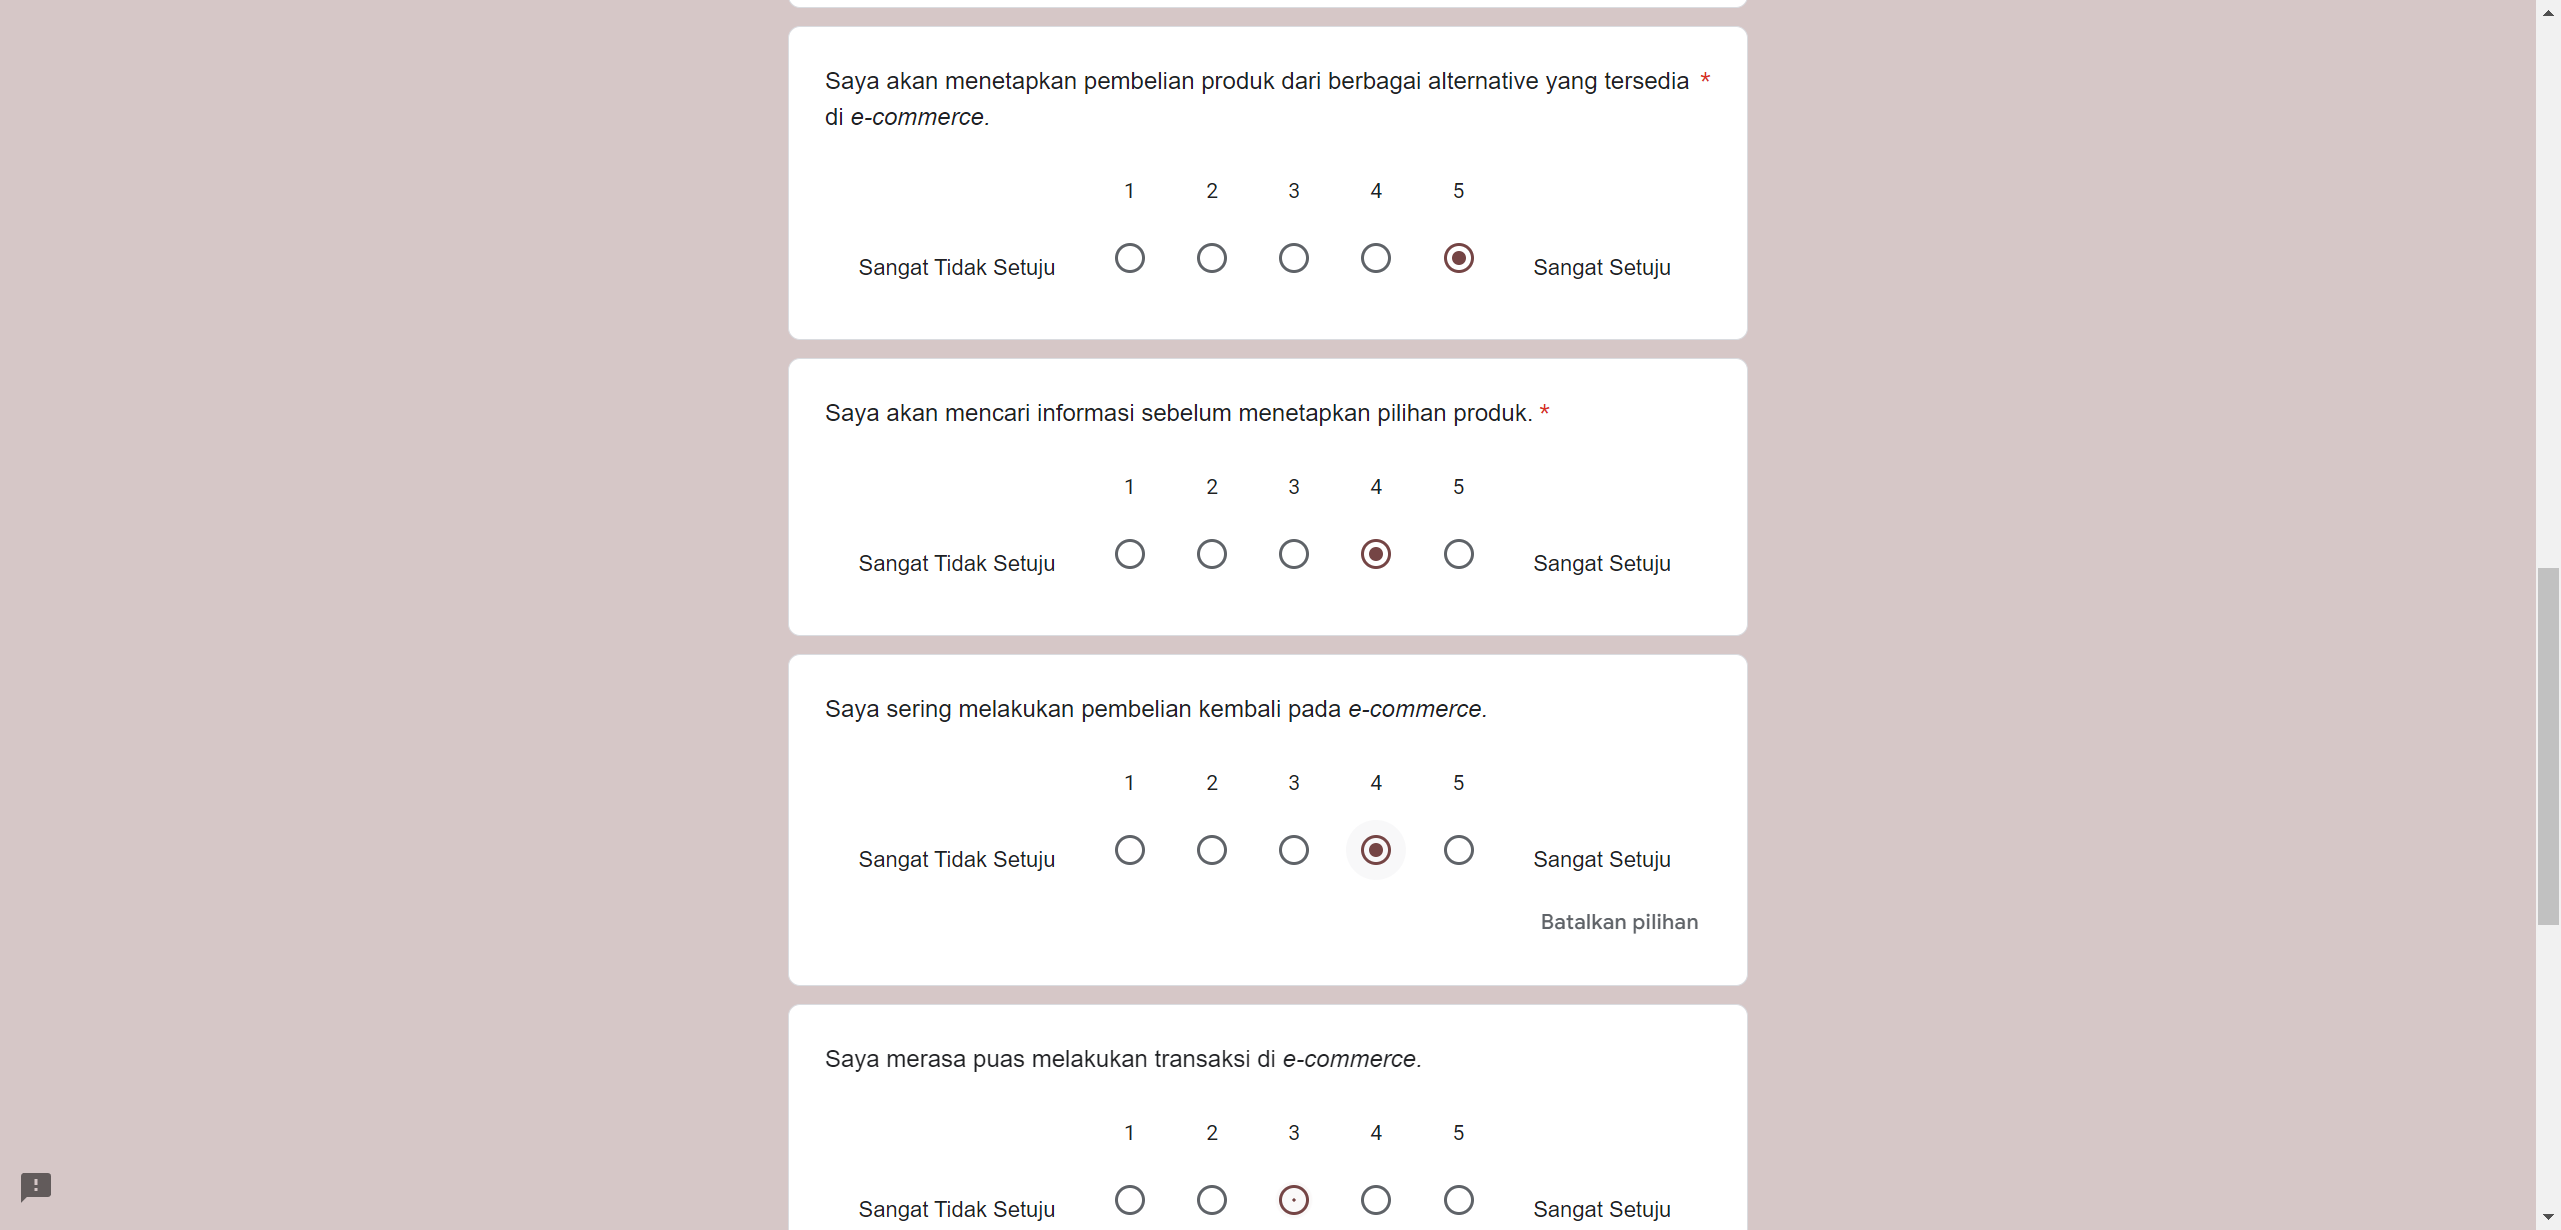 Saya akan menetapkan pembelian produk dari berbagai alternative yang tersedia *
di e-commerce.
1 2 3 4 5
Sangat Tidak Setuju Sangat Setuju
Saya akan mencari informasi sebelum menetapkan pilihan produk. *
1 2 3 4 5
Sangat Tidak Setuju Sangat Setuju
Saya sering melakukan pembelian kembali pada e-commerce.
1 2 3 4 5
Sangat Tidak Setuju Sangat Setuju
Batalkan pilihan
Saya merasa puas melakukan transaksi di e-commerce.
1 2 3 4 5
Sangat Tidak Setuju Sangat Setuju